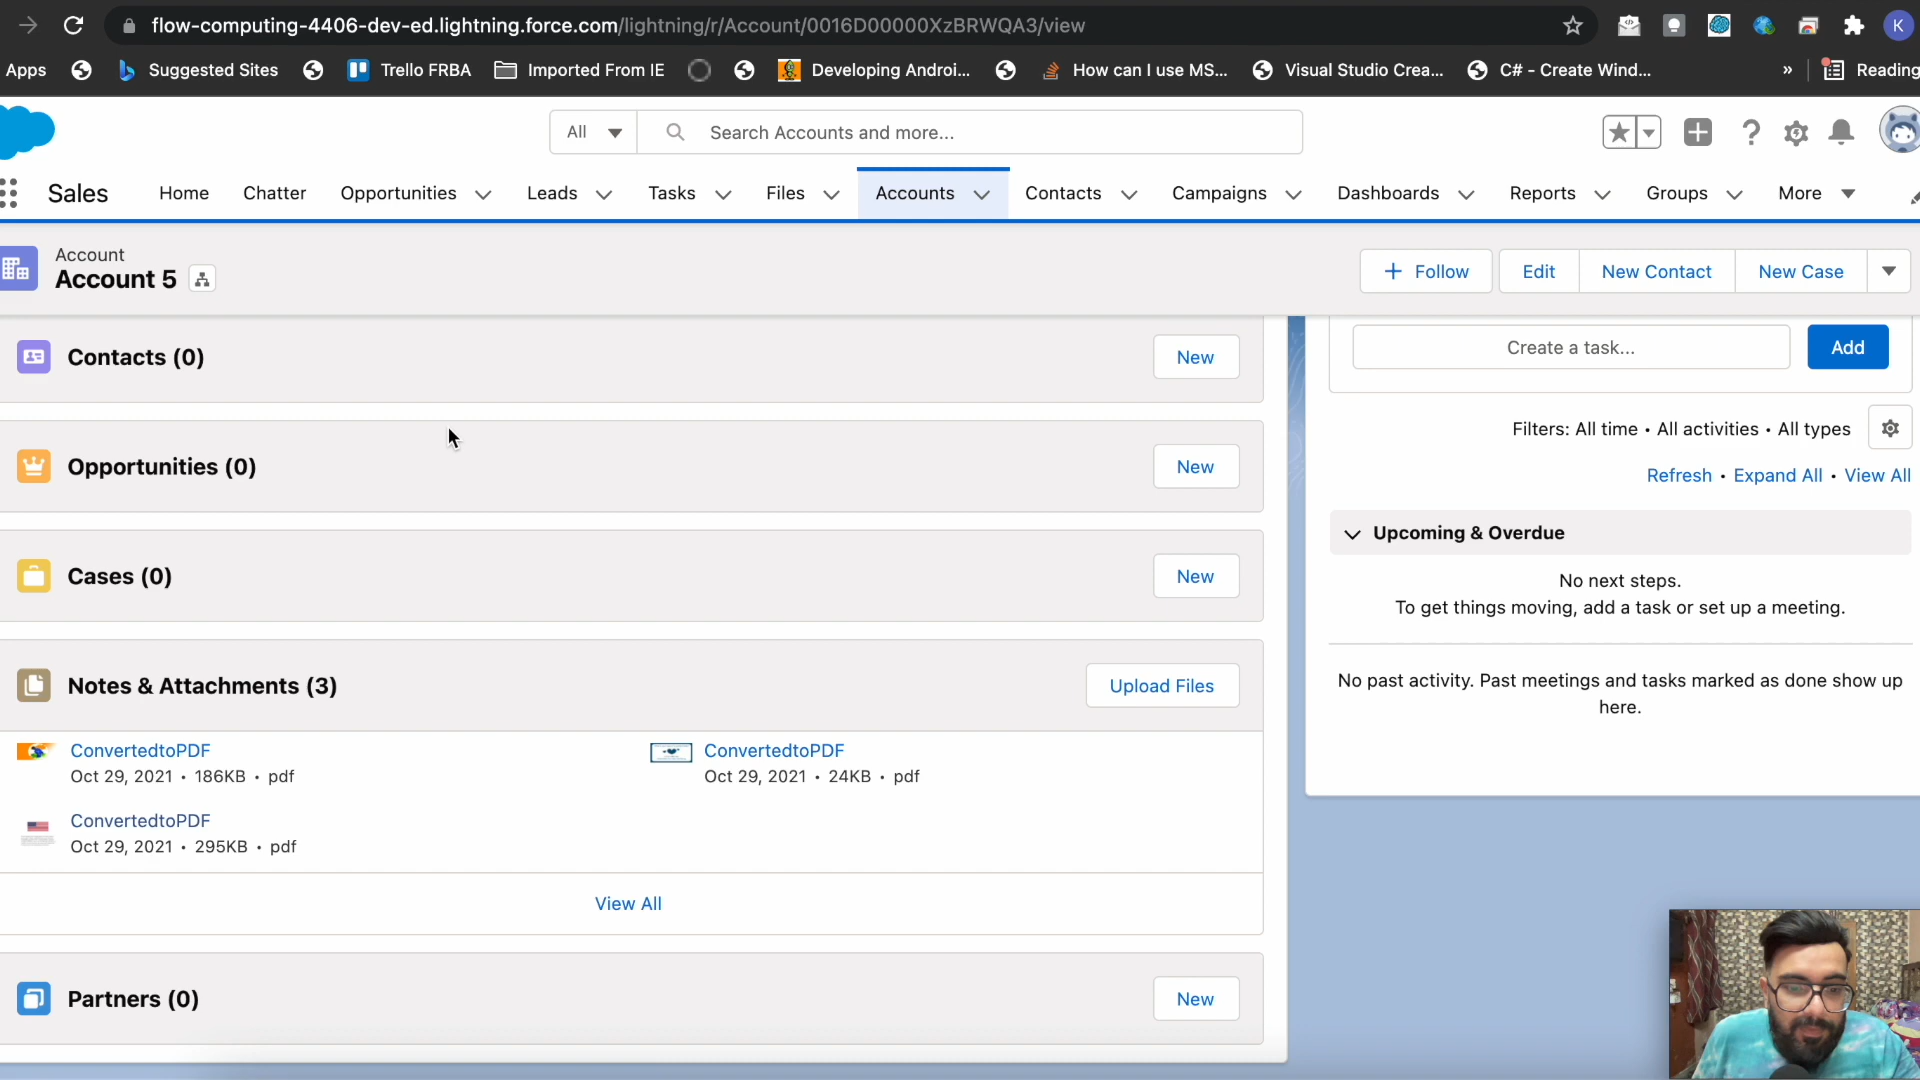 flow-computing-4406-dev-ed.lightning.force.com/lightning/r/Account/0016D00000XzBRWQA3/view
K
Apps
Suggested Sites
Trello FRBA
Imported From IE
Developing Androi...
How can I use MS...
Visual Studio Crea...
C# - Create Wind...
»
Reading
All
Search Accounts and more...
Sales
Home
Chatter
Opportunities
Leads
Tasks
Files
Accounts
Contacts
Campaigns
Dashboards
Reports
Groups
More
Account
Account 5
+ Follow
Edit
New Contact
New Case
Contacts (0)
New
Opportunities (0)
New
Cases (0)
New
Notes & Attachments (3)
Upload Files
ConvertedtoPDF
Oct 29, 2021 • 186KB • pdf
ConvertedtoPDF
Oct 29, 2021 • 24KB • pdf
ConvertedtoPDF
Oct 29, 2021 • 295KB • pdf
View All
Partners (0)
New
Create a task...
Add
Filters: All time • All activities • All types
Refresh • Expand All • View All
Upcoming & Overdue
No next steps.
To get things moving, add a task or set up a meeting.
No past activity. Past meetings and tasks marked as done show up
here.